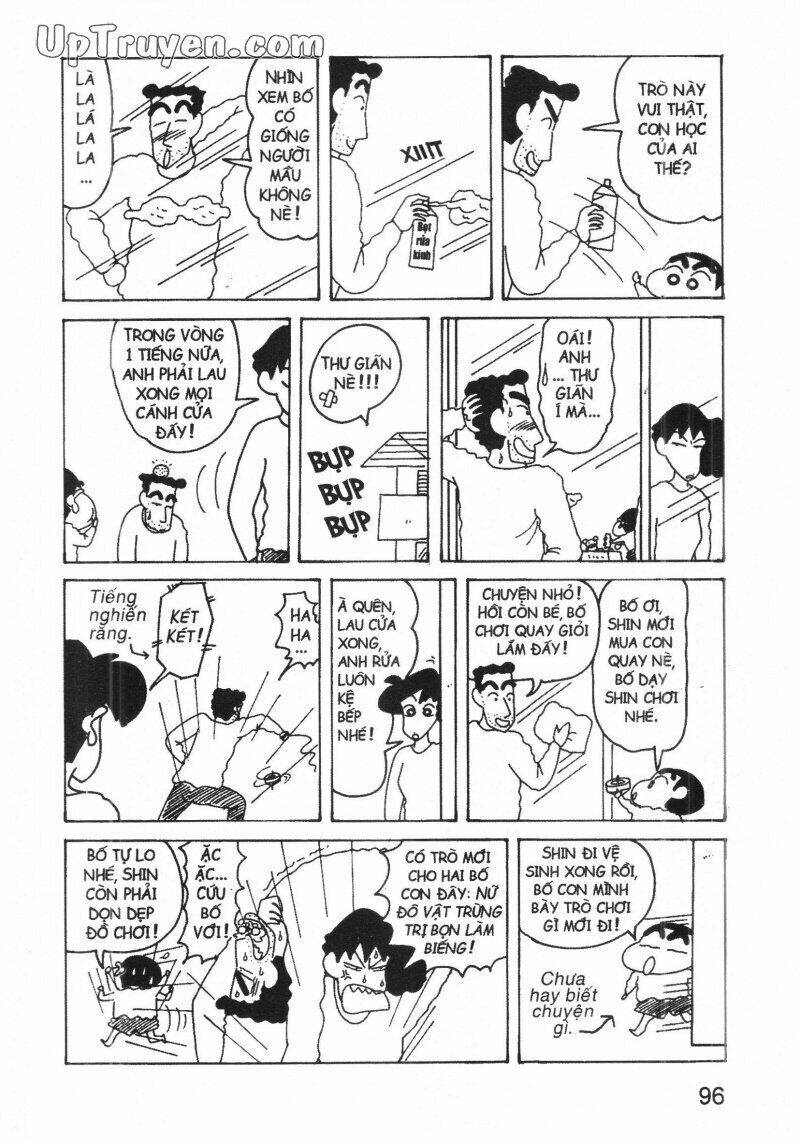 UpTruyen.com
TRÒ NÀY
VUI THẬT,
CON HỌC
CỦA AI
THẾ?
XIIIT
Bọt
rửa
kính
NHÌN
XEM BỐ
CÓ
GIỐNG
NGƯỜI
MẪU
KHÔNG
NÈ!
LÀ
LA
LÁ
LA
LA
...
OÁI!
ANH
... THƯ
GIÃN
Í MÀ...
THƯ GIÃN
NÈ!!!
BỤP
BỤP
BỤP
TRONG VÒNG
1 TIẾNG NỮA,
ANH PHẢI LAU
XONG MỌI
CÁNH CỬA
ĐẤY!
BỐ ƠI,
SHIN MỚI
MUA CON
QUAY NÈ,
BỐ DẠY
SHIN CHƠI
NHÉ.
CHUYỆN NHỎ!
HỒI CÒN BÉ, BỐ
CHƠI QUAY GIỎI
LẮM ĐẤY!
À QUÊN,
LAU CỬA
XONG,
ANH RỬA
LUÔN
KỆ
BẾP
NHÉ!
HA
HA
...
KÉT
KÉT!
Tiếng
nghiến
răng.
SHIN ĐI VỆ
SINH XONG RỒI,
BỐ CON MÌNH
BÀY TRÒ CHƠI
GÌ MỚI ĐI!
Chưa
hay biết
chuyện
gì.
CÓ TRÒ MỚI
CHO HAI BỐ
CON ĐÂY: NỮ
ĐÔ VẬT TRỪNG
TRỊ BỌN LÀM
BIẾNG!
ẶC
ẶC...
CỨU
BỐ
VỚI!
BỐ TỰ LO
NHÉ, SHIN
CÒN PHẢI
DỌN DẸP
ĐỒ CHƠI!
96